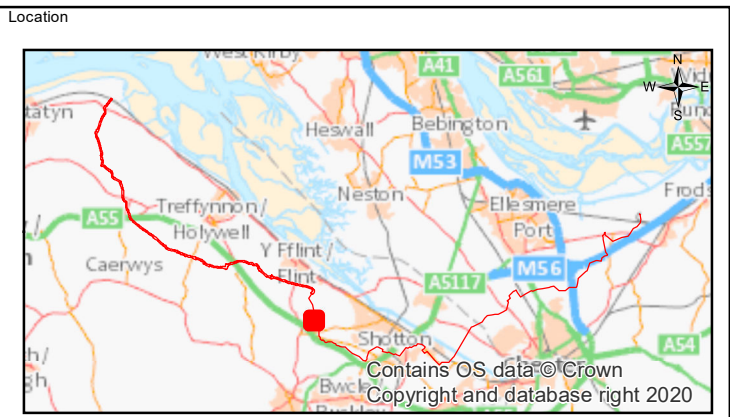 Location
West Kirby
A41
A561
N
W
E
S
tatyn
Heswall
Bebington
A557
M53
Neston
Frods
Treffynnon /
Holywell
A55
Ellesmere
Port
Y Fflint /
Flint
Caerwys
M56
A5117
Shotton
A54
Contains OS data © Crown
Copyright and database right 2020